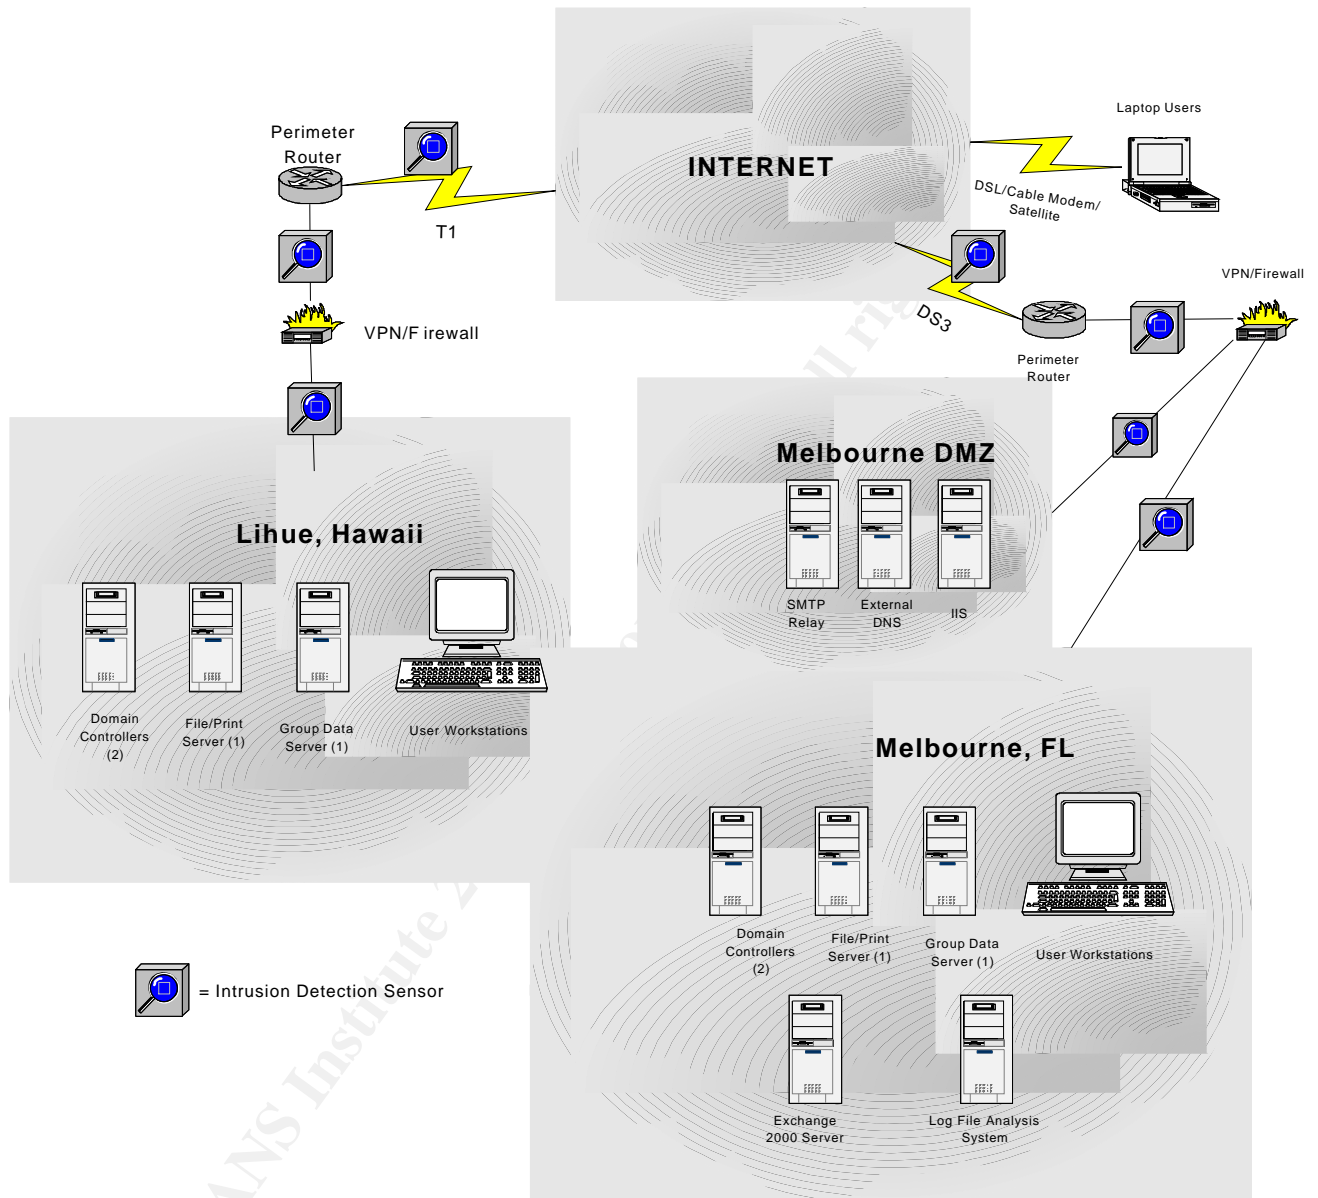 Laptop Users
Perimeter
Router
INTERNET
DSL/Cable Modem/
Satellite
T1
VPN/Firewall
DS3
VPN/F irewall
Perimeter
Router
Melbourne DMZ
SMTP
Relay
External
DNS
IIS
Lihue, Hawaii
Domain
Controllers
(2)
File/Print
Server (1)
Group Data
Server (1)
User Workstations
Melbourne, FL
Domain
Controllers
(2)
File/Print
Server (1)
Group Data
Server (1)
User Workstations
= Intrusion Detection Sensor
Exchange
2000 Server
Log File Analysis
System